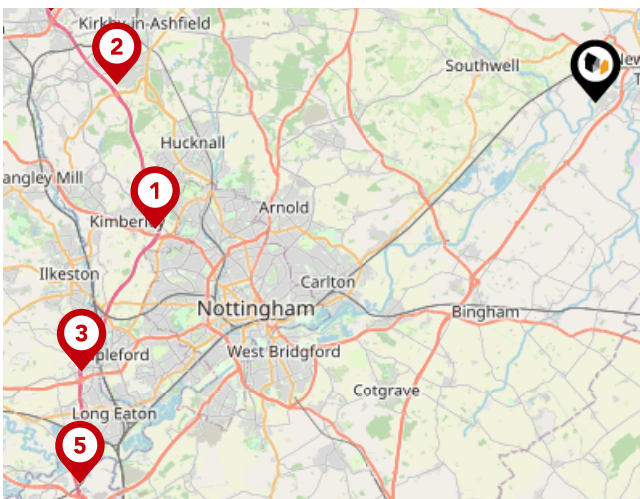 Kirkby-in-Ashfield
2
Southwell
Hucknall
angley Mill
1
Arnold
Kimberley
Ilkeston
Carlton
Nottingham
Bingham
3
pleford
West Bridgford
Cotgrave
Long Eaton
5